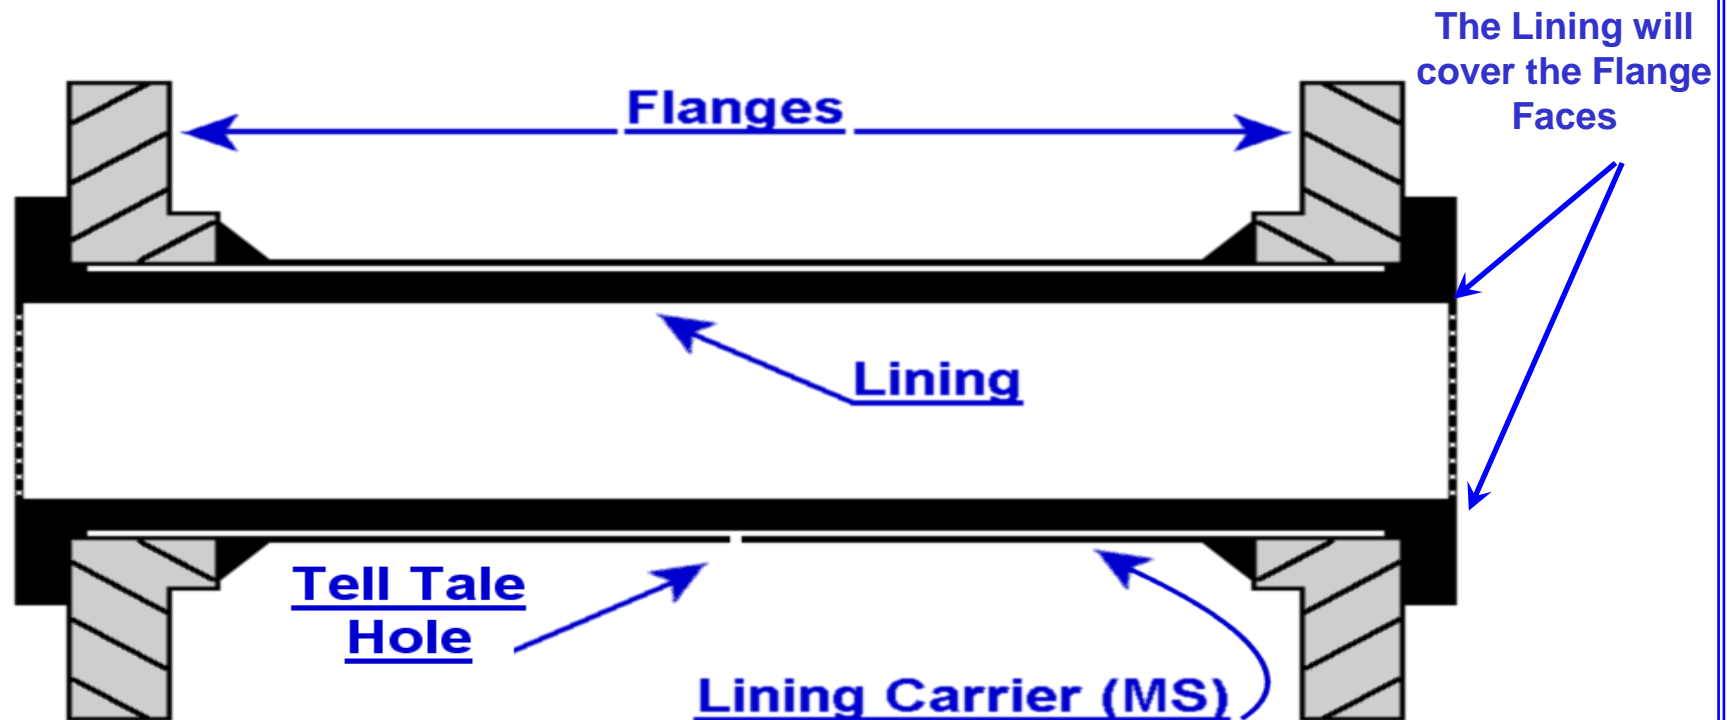 The Lining will
cover the Flange
Faces
Flanges
Lining
Tell Tale
Hole
Lining Carrier (MS)